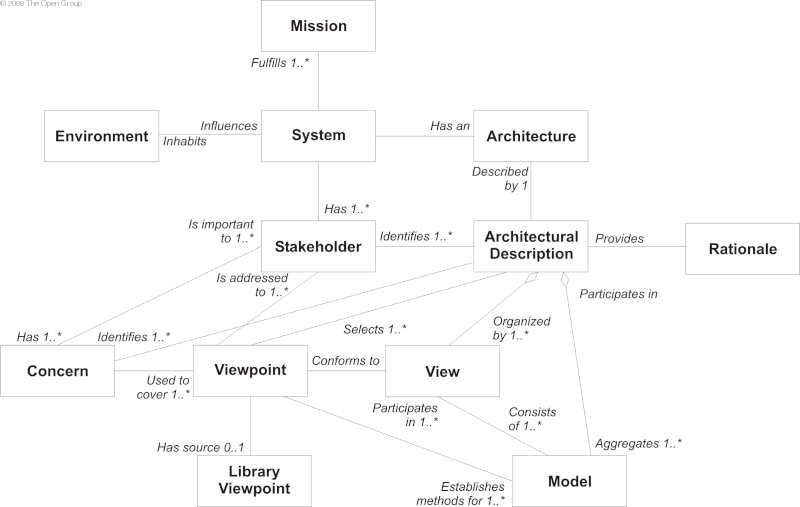 © 2008 The Open Group
Mission
Fulfills 1..*
Environment
Influences
Inhabits
System
Has an
Architecture
Described
by 1
Has 1..*
Is important
to 1..*
Stakeholder
Identifies 1..*
Architectural
Description
Provides
Rationale
Is addressed
to 1..*
Participates in
Has 1..*
Identifies 1..*
Selects 1..*
Organized
by 1..*
Concern
Used to
cover 1..*
Viewpoint
Conforms to
View
Participates
in 1..*
Consists
of 1..*
Has source 0..1
Aggregates 1..*
Library
Viewpoint
Establishes
methods for 1..*
Model